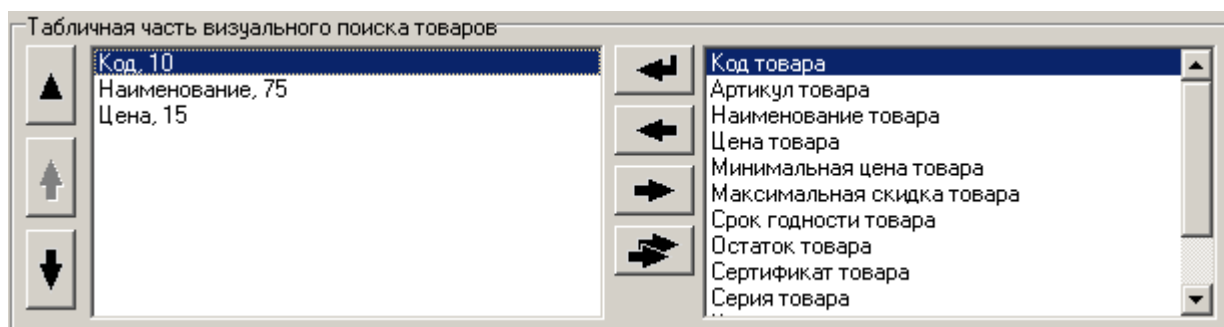 Табличная часть визуального поиска товаров
Код, 10
Наименование, 75
Цена, 15
Код товара
Артикул товара
Наименование товара
Цена товара
Минимальная цена товара
Максимальная скидка товара
Срок годности товара
Остаток товара
Сертификат товара
Серия товара